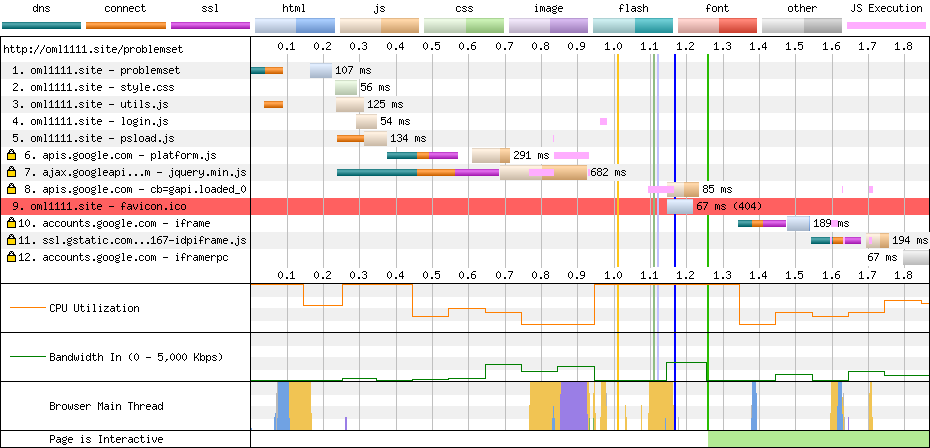 dns connect ssl html js css image flash font other JS Execution
http://oml1111.site/problemset
0.1 0.2 0.3 0.4 0.5 0.6 0.7 0.8 0.9 1.0 1.1 1.2 1.3 1.4 1.5 1.6 1.7 1.8
1. oml1111.site - problemset 107 ms
2. oml1111.site - style.css 56 ms
3. oml1111.site - utils.js 125 ms
4. oml1111.site - login.js 54 ms
5. oml1111.site - psload.js 134 ms
6. apis.google.com - platform.js 291 ms
7. ajax.googleapi...m - jquery.min.js 682 ms
8. apis.google.com - cb=gapi.loaded_0 85 ms
9. oml1111.site - favicon.ico 67 ms (404)
10. accounts.google.com - iframe 189 ms
11. ssl.gstatic.com...167-idpiframe.js 194 ms
12. accounts.google.com - iframerpc 67 ms
0.1 0.2 0.3 0.4 0.5 0.6 0.7 0.8 0.9 1.0 1.1 1.2 1.3 1.4 1.5 1.6 1.7 1.8
CPU Utilization
Bandwidth In (0 - 5,000 Kbps)
Browser Main Thread
Page is Interactive